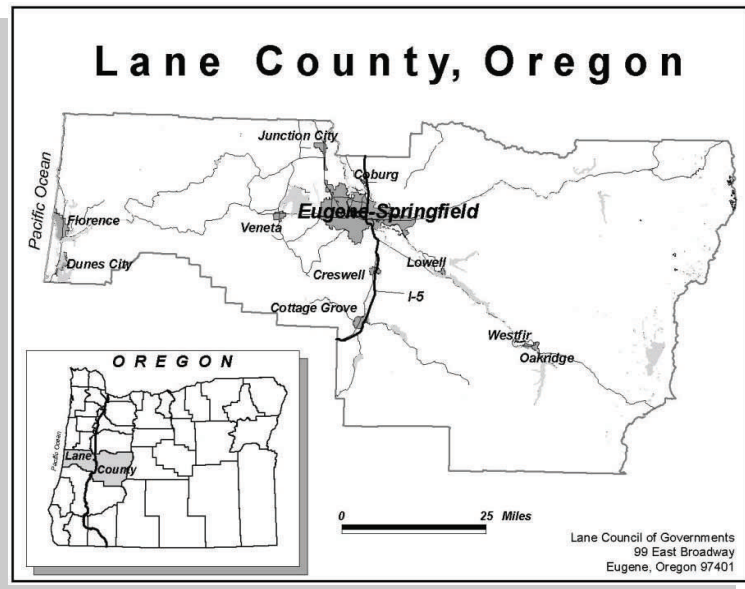 Lane County, Oregon
Junction City
Coburg
Pacific Ocean
Florence
Veneta
Eugene-Springfield
Dunes City
Creswell
Lowell
I-5
Cottage Grove
Westfir
Oakridge
OREGON
Pacific Ocean
Lane
County
0 25 Miles
Lane Council of Governments
99 East Broadway
Eugene, Oregon 97401